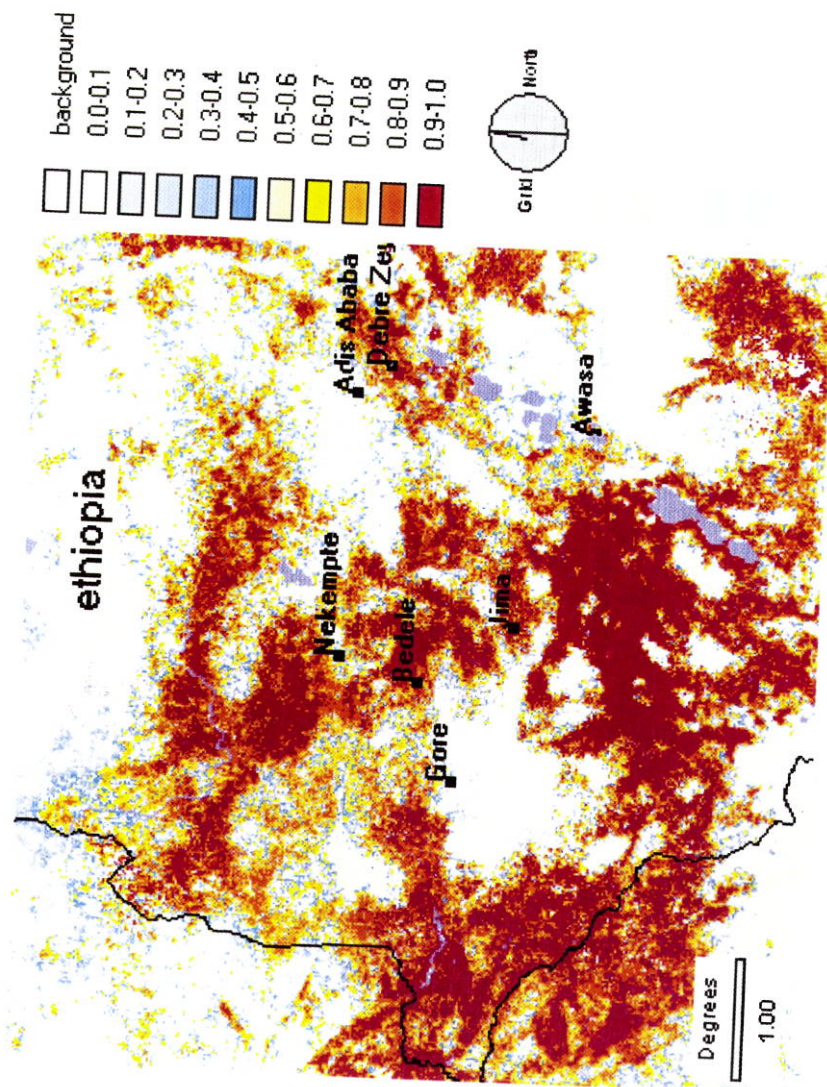 ethiopia
Adis Ababa
Debre Zey
Nekempte
Bedele
Gore
Jima
Awasa
background
0.0-0.1
0.1-0.2
0.2-0.3
0.3-0.4
0.4-0.5
0.5-0.6
0.6-0.7
0.7-0.8
0.8-0.9
0.9-1.0
Grid North
Degrees
1.00